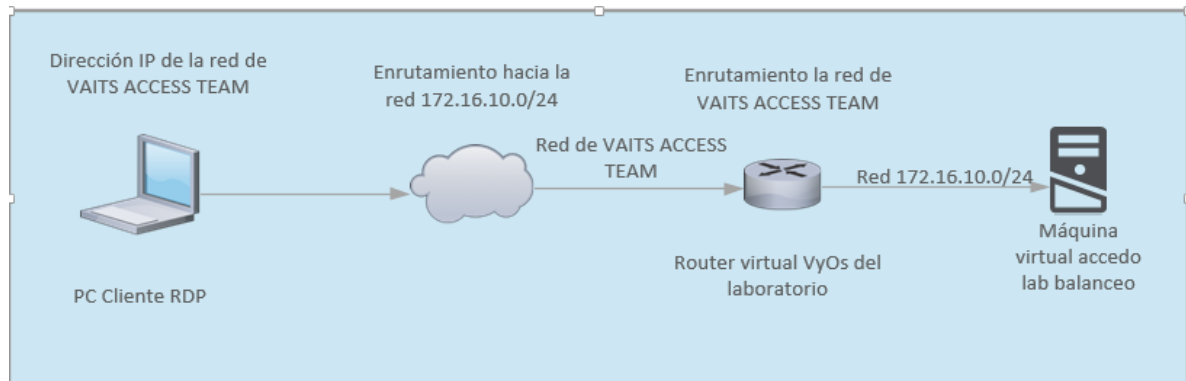 Dirección IP de la red de
VAITS ACCESS TEAM
Enrutamiento hacia la
red 172.16.10.0/24
Enrutamiento la red de
VAITS ACCESS TEAM
Red de VAITS ACCESS
TEAM
Red 172.16.10.0/24
PC Cliente RDP
Router virtual VyOs del
laboratorio
Máquina
virtual accedo
lab balanceo